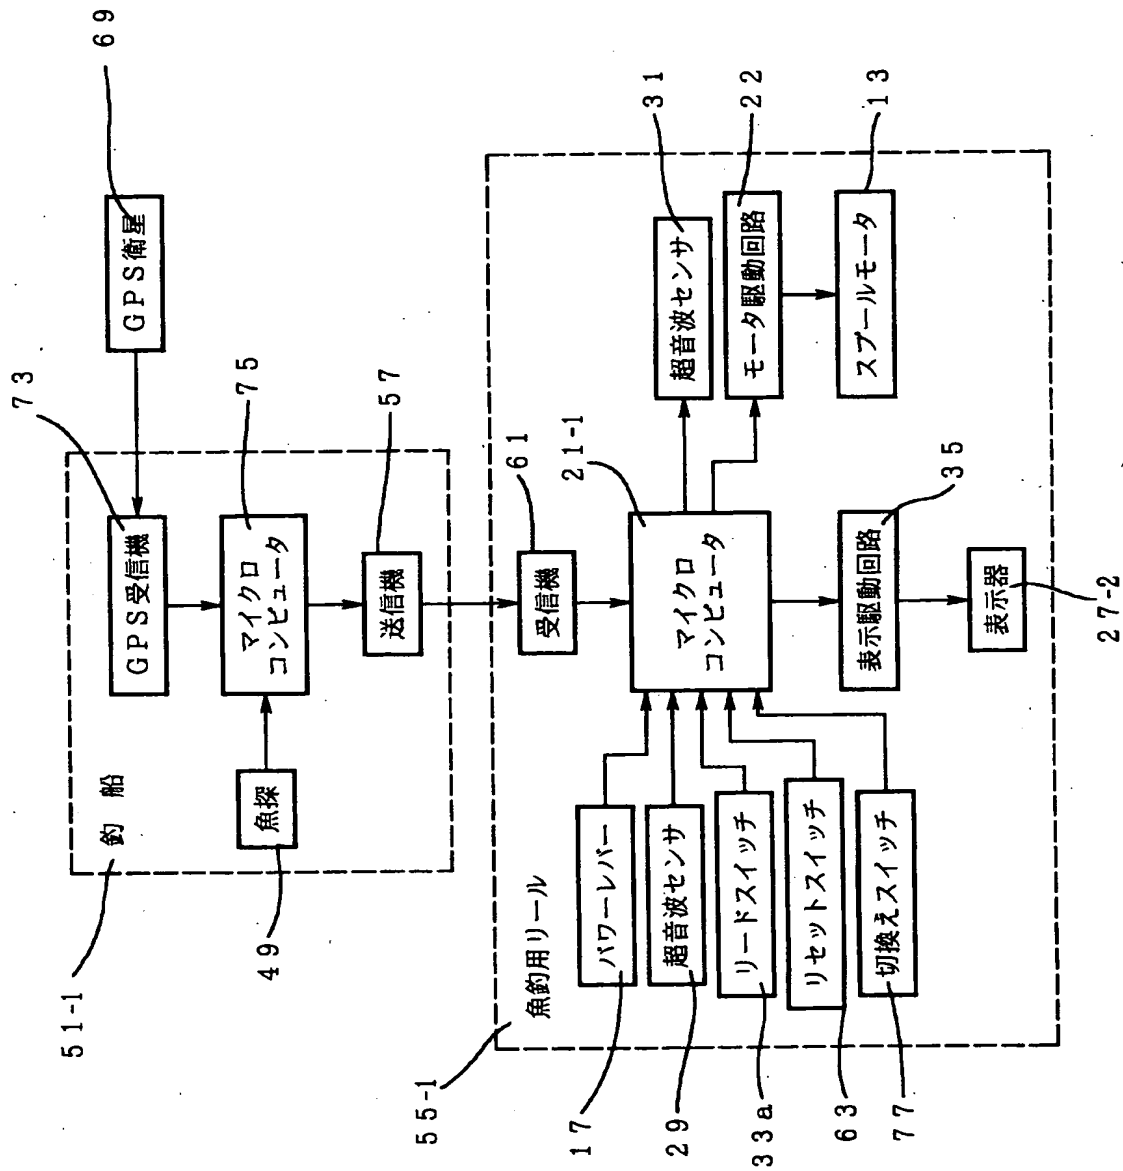 69
GPS衛星
73
GPS受信機
75
マイクロ
コンピュータ
57
送信機
魚探
49
釣船
51-1
61
受信機
21-1
マイクロ
コンピュータ
31
超音波センサ
22
モータ駆動回路
13
スプールモータ
35
表示駆動回路
表示器
27-2
魚釣用リール
55-1
パワーレバー
17
超音波センサ
29
リードスイッチ
33a
リセットスイッチ
63
切換えスイッチ
77